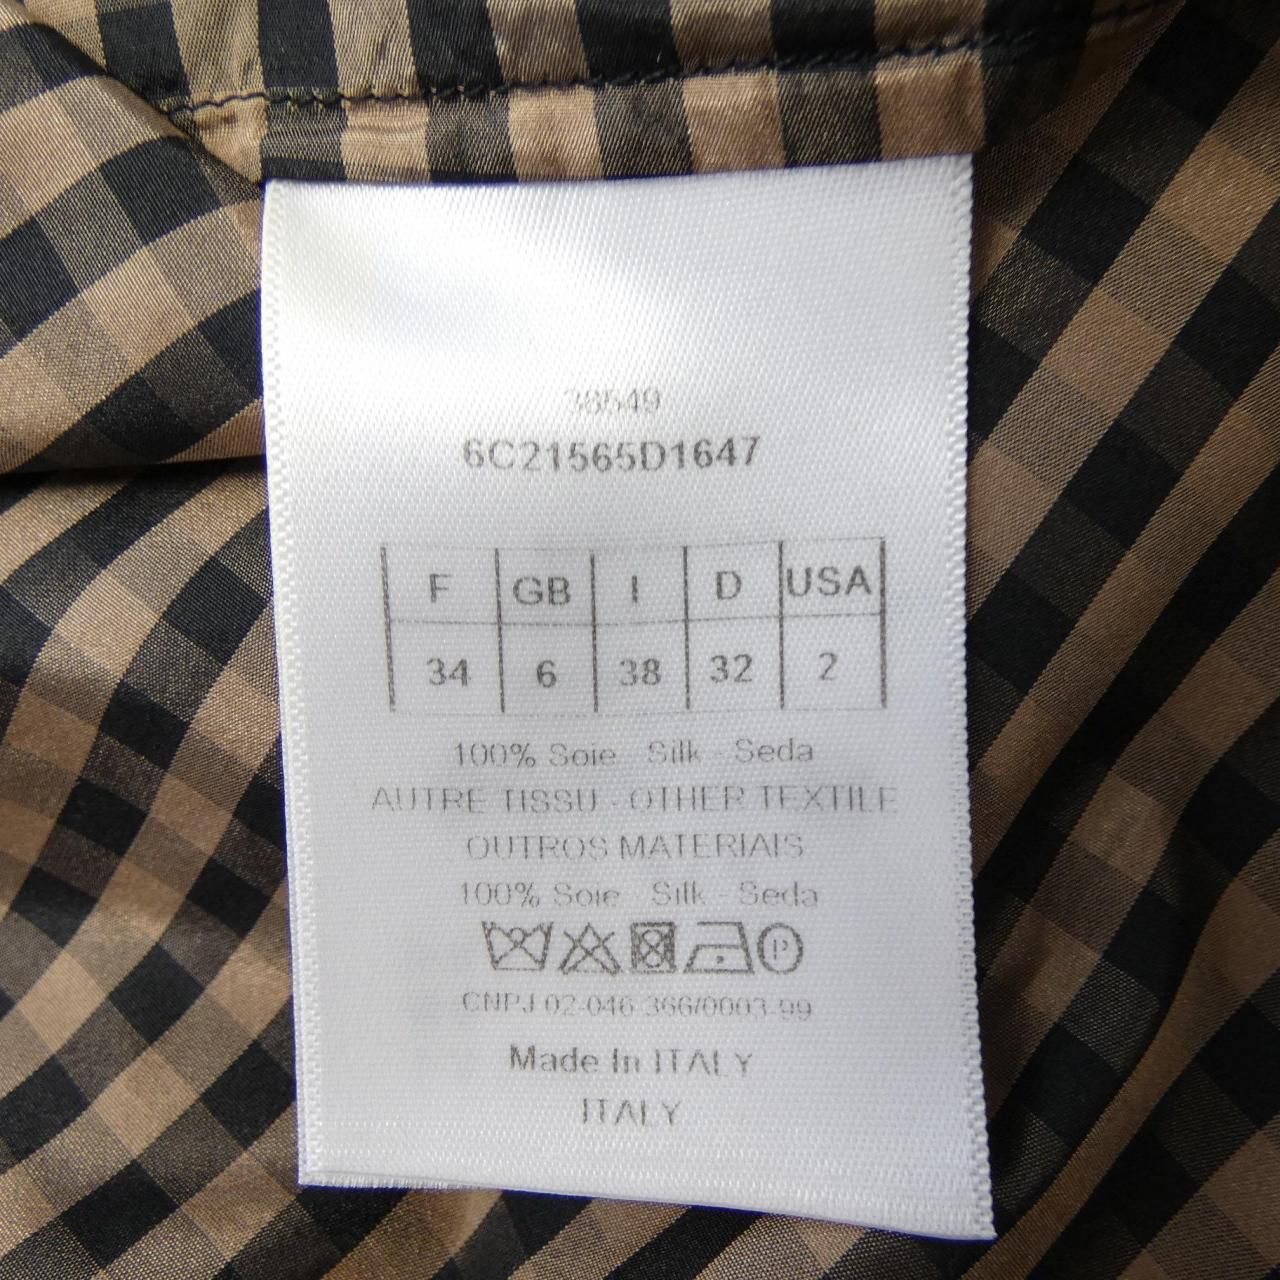 38549
6C21565D1647
F GB I D USA
34 6 38 32 2
100% Soie - Silk - Seda
AUTRE TISSU - OTHER TEXTILE
OUTROS MATERIAIS
100% Soie - Silk - Seda
P
CNPJ 02-046 366/0003-99
Made In ITALY
ITALY